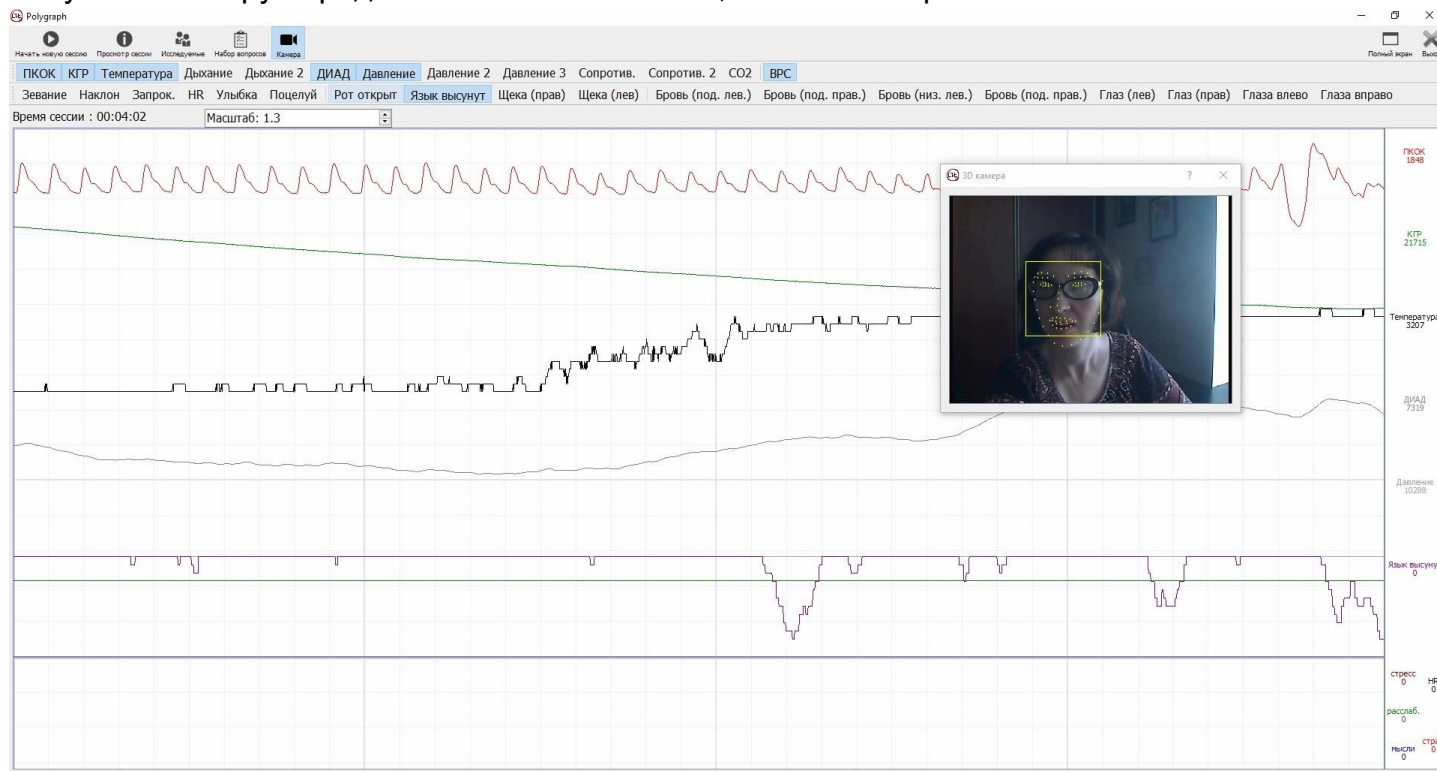 Polygraph
Начать новую сессию Просмотр сессии Исследуемые Набор вопросов Камера Полный экран
ПКОК КГР Температура Дыхание Дыхание 2 ДИАД Давление Давление 2 Давление 3 Сопротив. Сопротив. 2 CO2 ВРС
Зевание Наклон Запрок. HR Улыбка Поцелуй Рот открыт Язык высунут Щека (прав) Щека (лев) Бровь (под. лев.) Бровь (под. прав.) Бровь (низ. лев.) Бровь (под. прав.) Глаз (лев) Глаз (прав) Глаза влево Глаза вправо
Время сессии : 00:04:02 Масштаб: 1.3
ПКОК
1848
3D камера ? ×
КГР
21715
Температура
3207
ДИАД
7319
Давление
10288
Язык высуну
0
стресс HR
0 0
расслаб.
0
мысли стра
0 0